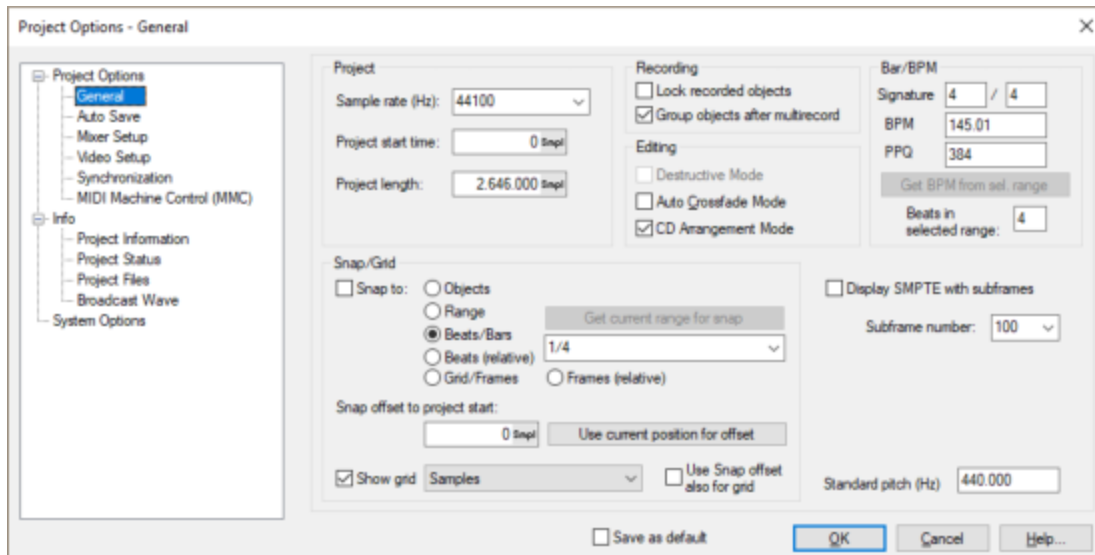 Project Options - General
Project Options
General
Auto Save
Mixer Setup
Video Setup
Synchronization
MIDI Machine Control (MMC)
Info
Project Information
Project Status
Project Files
Broadcast Wave
System Options
Project
Sample rate (Hz): 44100
Project start time: 0 Smpl
Project length: 2.646.000 Smpl
Recording
Lock recorded objects
Group objects after multirecord
Editing
Destructive Mode
Auto Crossfade Mode
CD Arrangement Mode
Bar/BPM
Signature 4 / 4
BPM 145.01
PPQ 384
Get BPM from sel. range
Beats in
selected range: 4
Snap/Grid
Snap to: Objects
Range
Get current range for snap
Beats/Bars
1/4
Beats (relative)
Grid/Frames Frames (relative)
Snap offset to project start:
0 Smpl Use current position for offset
Show grid Samples
Use Snap offset
also for grid
Display SMPTE with subframes
Subframe number: 100
Standard pitch (Hz) 440.000
Save as default OK Cancel Help...